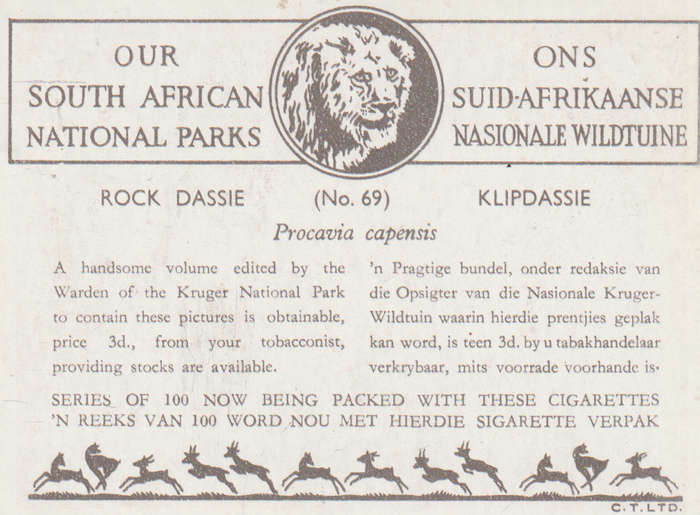 OUR
SOUTH AFRICAN
NATIONAL PARKS
ONS
SUID-AFRIKAANSE
NASIONALE WILDTUINE
ROCK DASSIE (No. 69) KLIPDASSIE
Procavia capensis
A handsome volume edited by the
Warden of the Kruger National Park
to contain these pictures is obtainable,
price 3d., from your tobacconist,
providing stocks are available.
'n Pragtige bundel, onder redaksie van
die Opsigter van die Nasionale Kruger-
Wildtuin waarin hierdie prentjies geplak
kan word, is teen 3d. by u tabakhandelaar
verkrybaar, mits voorrade voorhande is.
SERIES OF 100 NOW BEING PACKED WITH THESE CIGARETTES
'N REEKS VAN 100 WORD NOU MET HIERDIE SIGARETTE VERPAK
C.T.LTD.